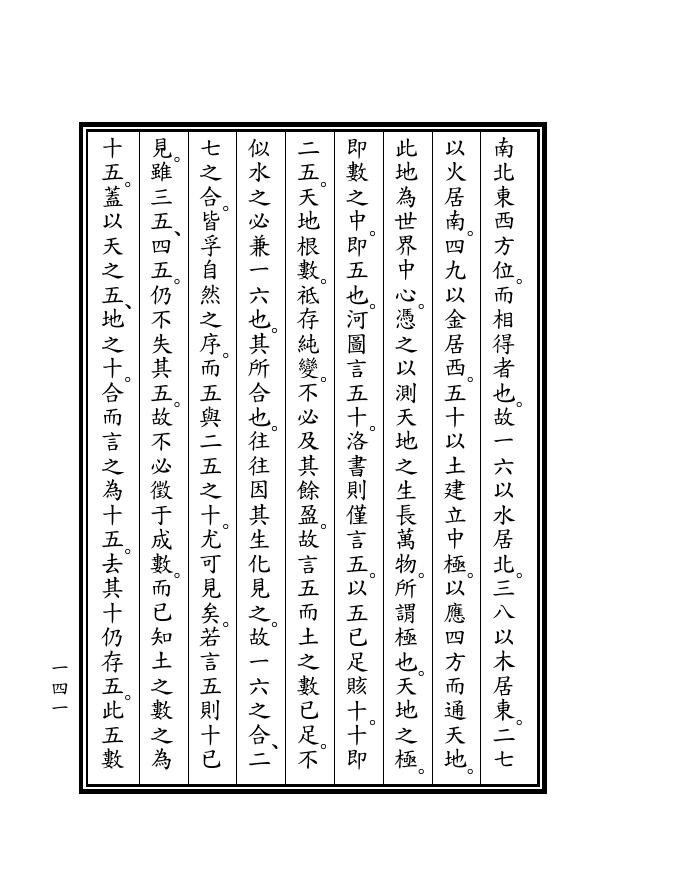 南北東西方位。而相得者也。故一六以水居北。三八以木居東。二七
以火居南。四九以金居西。五十以土建立中極。以應四方而通天地。
此地為世界中心。憑之以測天地之生長萬物。所謂極也。天地之極。
即數之中。即五也。河圖言五十。洛書則僅言五。以五已足賅十。十即
二五。天地根數。祗存純變。不必及其餘盈。故言五而土之數已足。不
似水之必兼一六也。其所合也。往往因其生化見之。故一六之合、二
七之合。皆孚自然之序。而五與二五之十。尤可見矣。若言五則十已
見。雖三五、四五。仍不失其五。故不必徵于成數。而已知土之數之為
十五。蓋以天之五、地之十。合而言之為十五。去其十仍存五。此五數
一四一